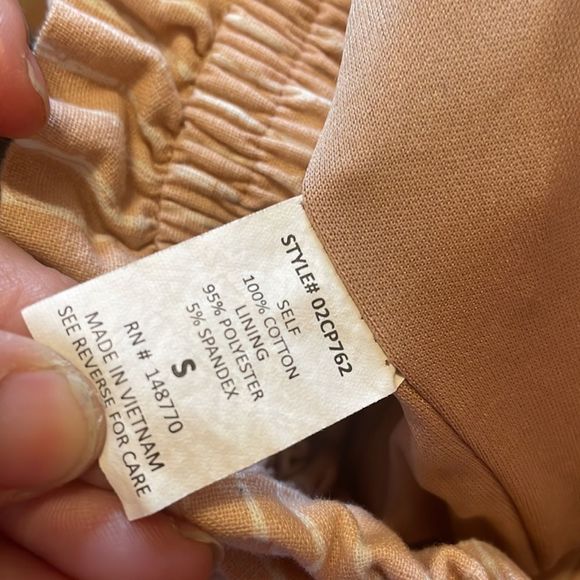 STYLE# 02CP762
SELF
100% COTTON
LINING
95% POLYESTER
5% SPANDEX
S
RN # 148770
MADE IN VIETNAM
SEE REVERSE FOR CARE